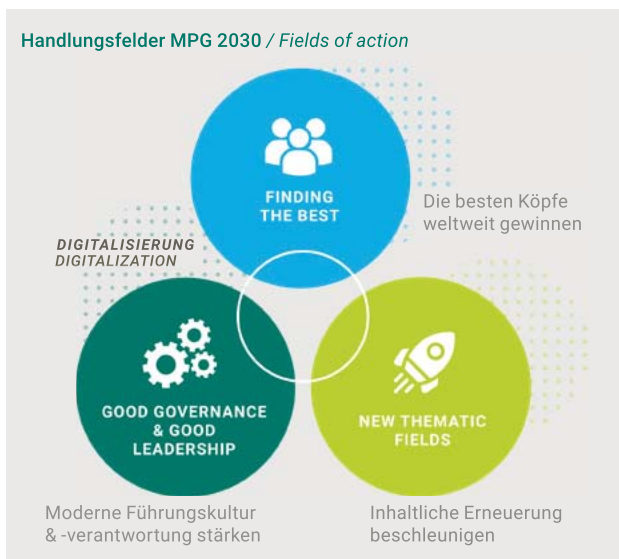 Handlungsfelder MPG 2030 / Fields of action
FINDING
THE BEST
Die besten Köpfe
weltweit gewinnen
DIGITALISIERUNG
DIGITALIZATION
GOOD GOVERNANCE
& GOOD
LEADERSHIP
NEW THEMATIC
FIELDS
Moderne Führungskultur
& -verantwortung stärken
Inhaltliche Erneuerung
beschleunigen